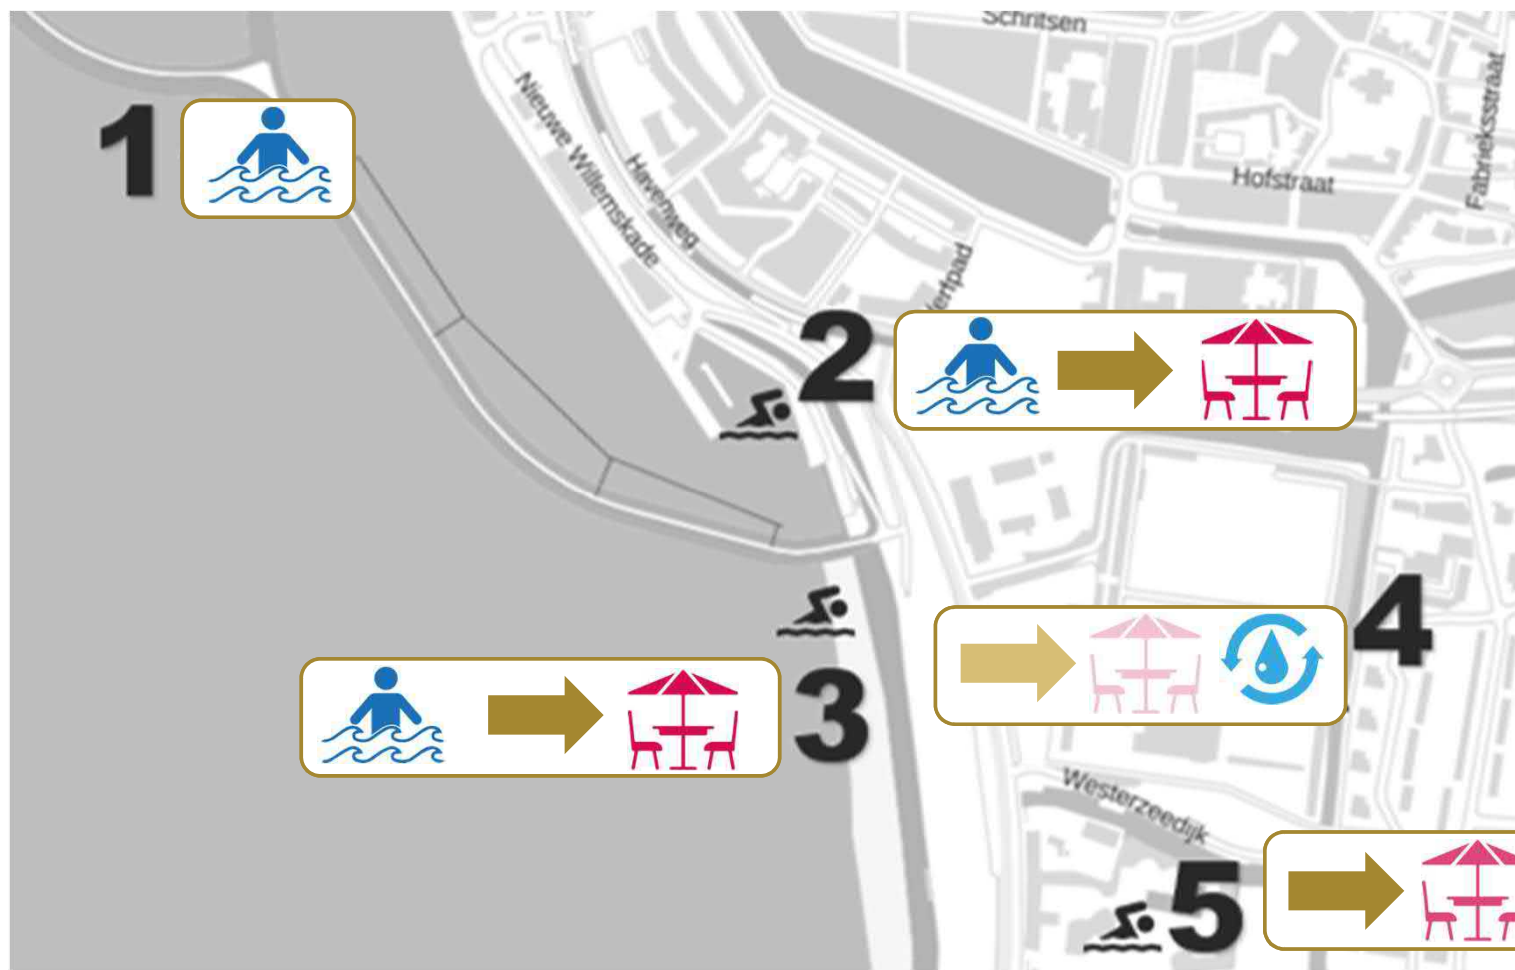 Schritsen
Nieuwe Willemskade
Havenweg
Hofstraat
Fabrieksstraat
1
2
3
4
Westerzeedijk
5